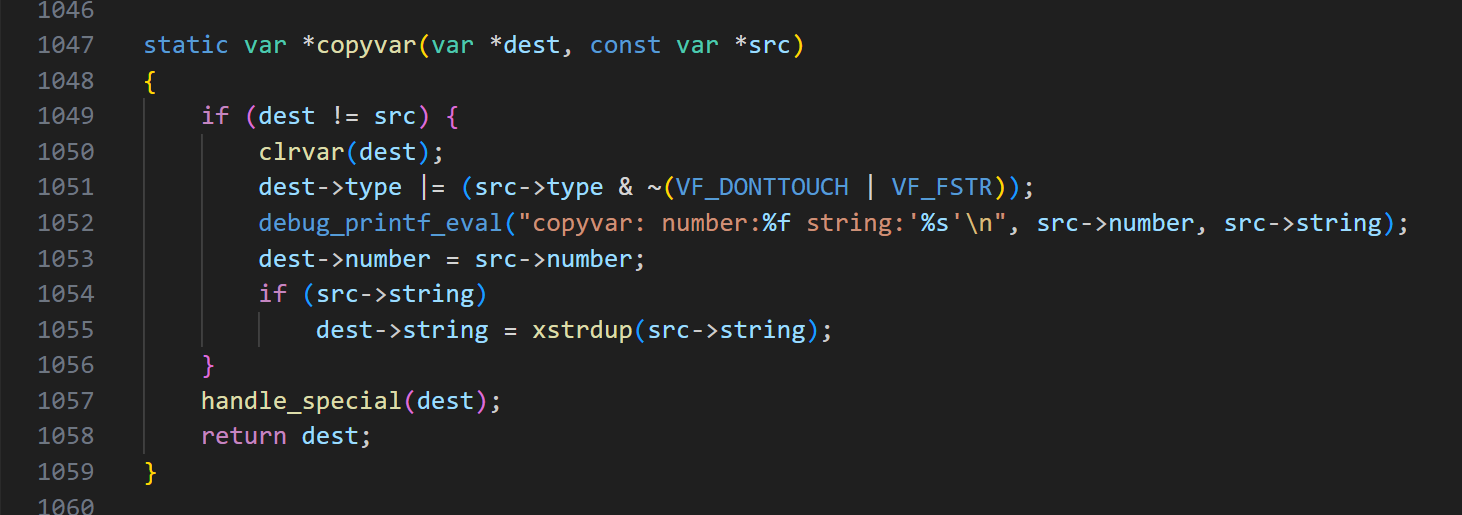 1046
1047 static var *copyvar(var *dest, const var *src)
1048 {
1049 if (dest != src) {
1050 clrvar(dest);
1051 dest->type |= (src->type & ~(VF_DONTTOUCH | VF_FSTR));
1052 debug_printf_eval("copyvar: number:%f string:'%s'\n", src->number, src->string);
1053 dest->number = src->number;
1054 if (src->string)
1055 dest->string = xstrdup(src->string);
1056 }
1057 handle_special(dest);
1058 return dest;
1059 }
1060